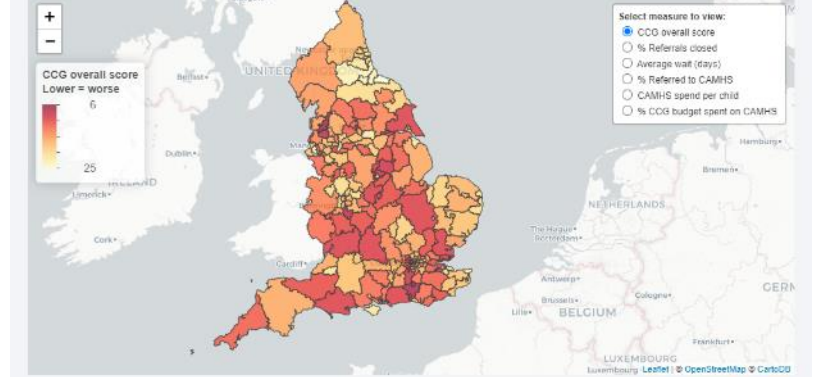 +
−
CCG overall score
Lower = worse
6
25
Select measure to view:
CCG overall score
% Referrals closed
Average wait (days)
% Referred to CAMHS
CAMHS spend per child
% CCG budget spent on CAMHS
UNITED KINGDOM
Belfast
Dublin
IRELAND
Limerick
Cork
Cardiff
Hamburg
Bremen
NETHERLANDS
The Hague
Rotterdam
Antwerp
Brussels
Cologne
Lille
BELGIUM
GERM
Frankfurt
LUXEMBOURG
Luxembourg
Leaflet | © OpenStreetMap © CartoDB